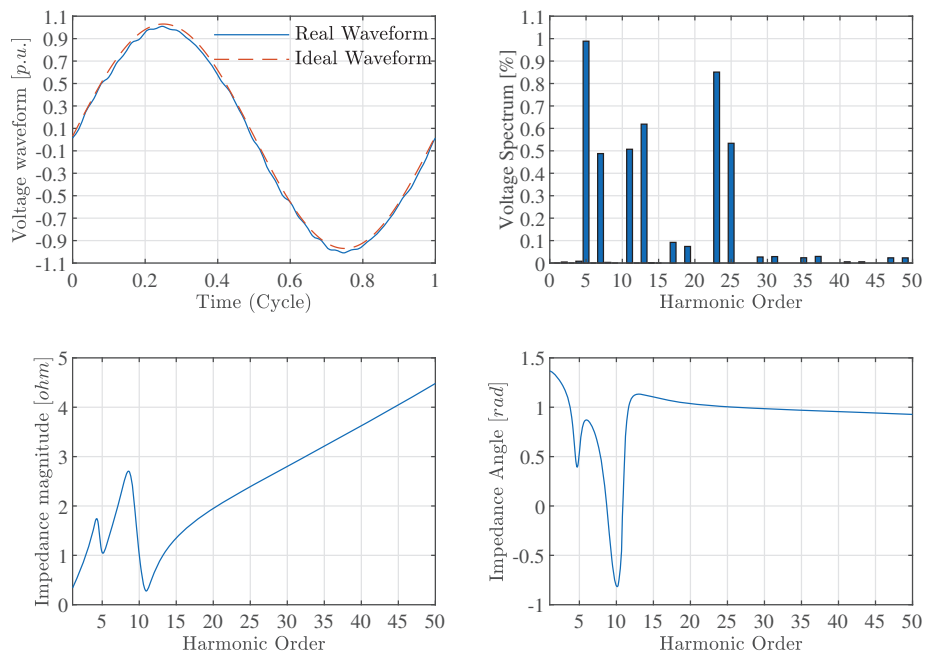 1.1
0.9
0.7
0.5
0.3
0.1
-0.1
-0.3
-0.5
-0.7
-0.9
-1.1
Voltage waveform [p.u.]
Real Waveform
Ideal Waveform
0 0.2 0.4 0.6 0.8 1
Time (Cycle)
1.1
1
0.9
0.8
0.7
0.6
0.5
0.4
0.3
0.2
0.1
0
Voltage Spectrum [%]
0 5 10 15 20 25 30 35 40 45 50
Harmonic Order
5
4
3
2
1
0
Impedance magnitude [ohm]
5 10 15 20 25 30 35 40 45 50
Harmonic Order
1.5
1
0.5
0
-0.5
-1
Impedance Angle [rad]
5 10 15 20 25 30 35 40 45 50
Harmonic Order